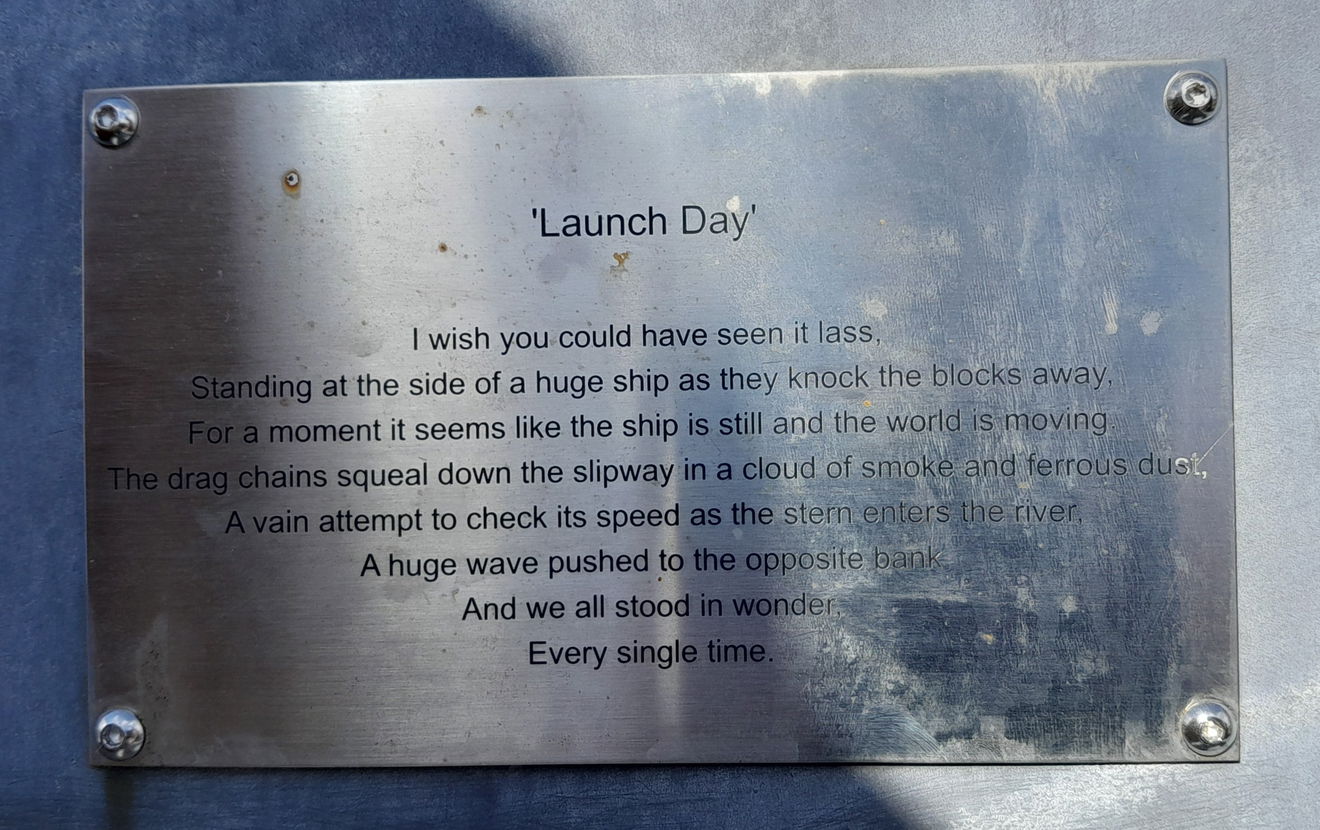 'Launch Day'
I wish you could have seen it lass,
Standing at the side of a huge ship as they knock the blocks away,
For a moment it seems like the ship is still and the world is moving.
The drag chains squeal down the slipway in a cloud of smoke and ferrous dust,
A vain attempt to check its speed as the stern enters the river,
A huge wave pushed to the opposite bank
And we all stood in wonder,
Every single time.